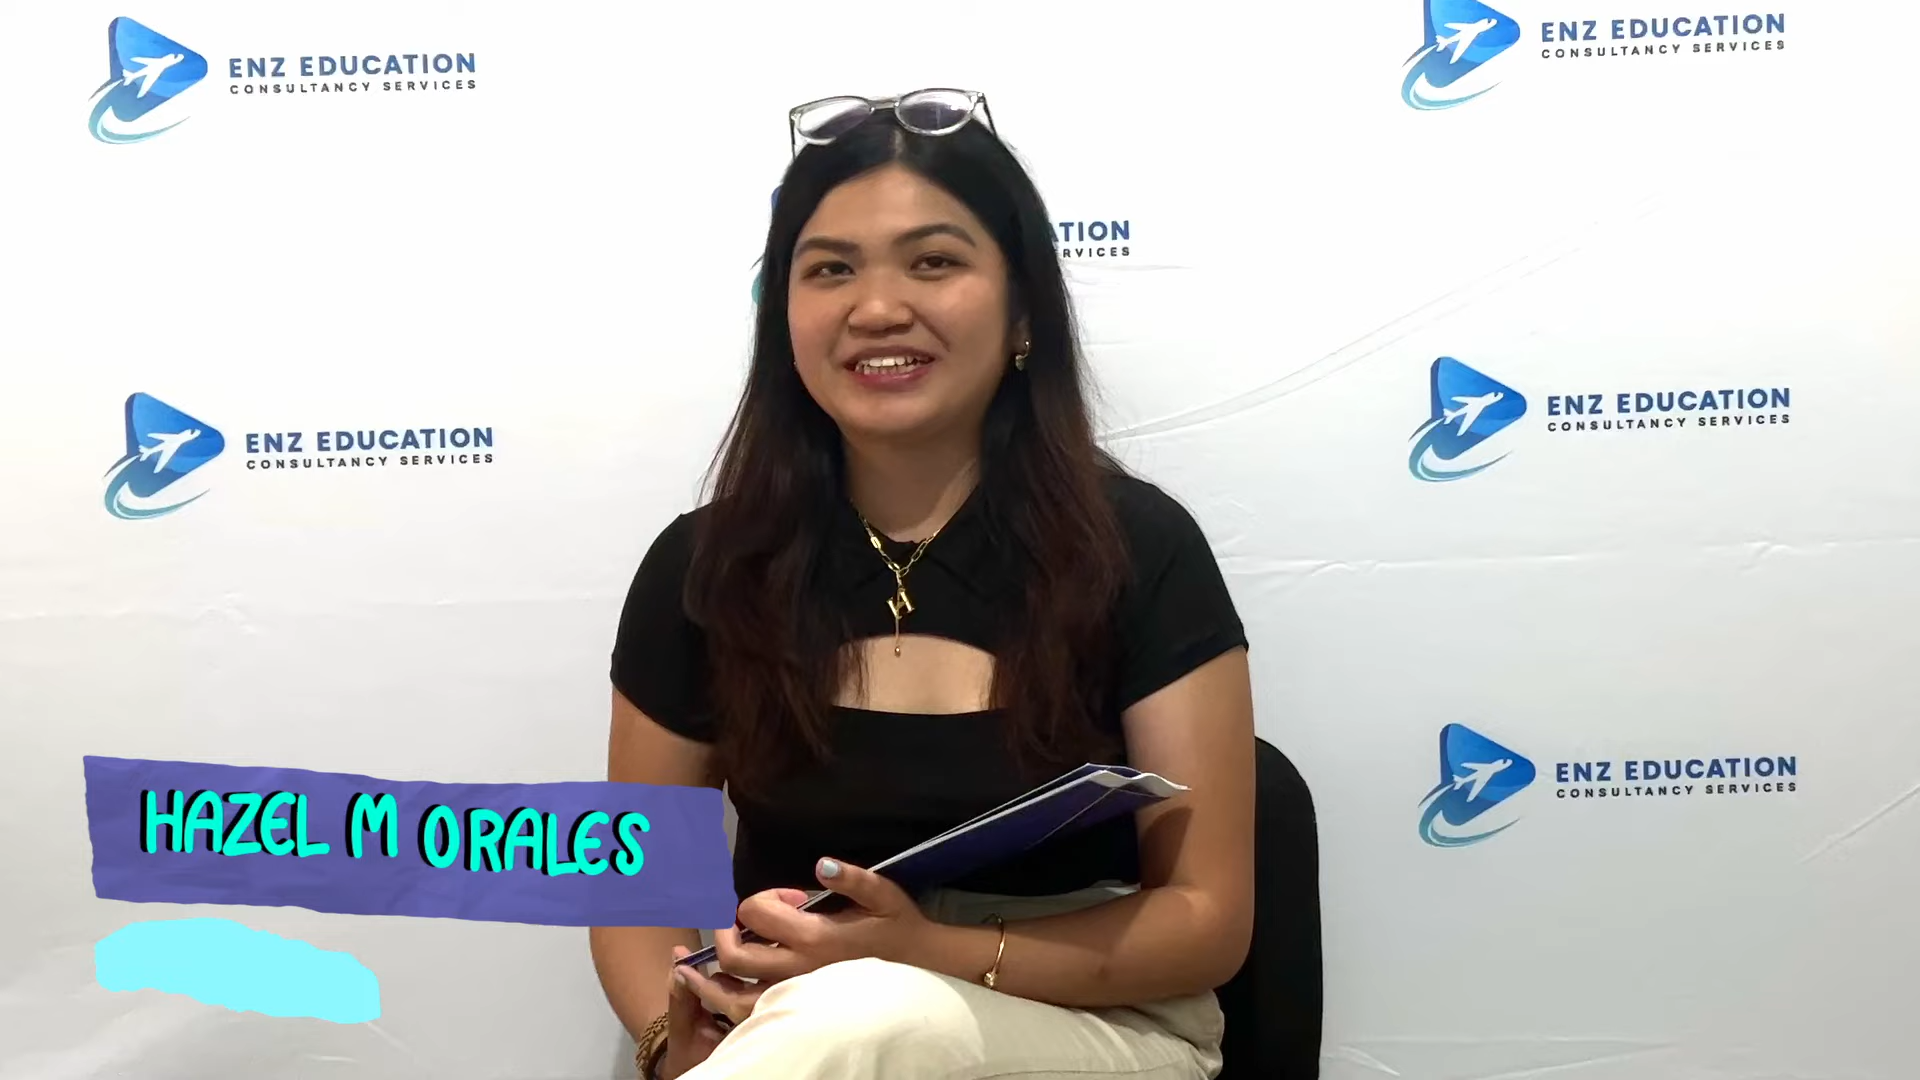 ENZ EDUCATION
CONSULTANCY SERVICES
ENZ EDUCATION
CONSULTANCY SERVICES
ATION
RVICES
ENZ EDUCATION
CONSULTANCY SERVICES
ENZ EDUCATION
CONSULTANCY SERVICES
ENZ EDUCATION
CONSULTANCY SERVICES
H
HAZEL M ORALES